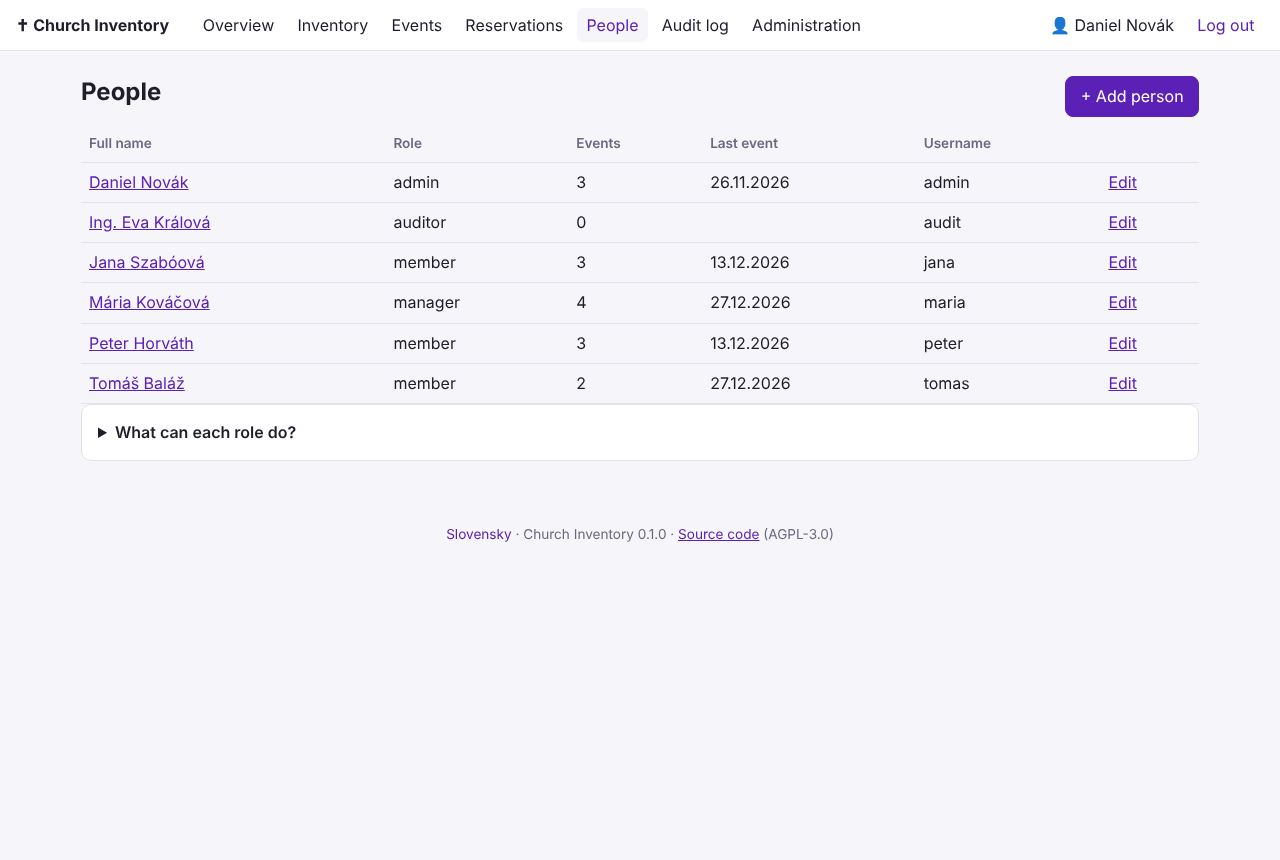 ✝ Church Inventory Overview Inventory Events Reservations People Audit log Administration 👤 Daniel Novák Log out
People
+ Add person
Full name Role Events Last event Username
Daniel Novák admin 3 26.11.2026 admin Edit
Ing. Eva Králová auditor 0 audit Edit
Jana Szabóová member 3 13.12.2026 jana Edit
Mária Kováčová manager 4 27.12.2026 maria Edit
Peter Horváth member 3 13.12.2026 peter Edit
Tomáš Baláž member 2 27.12.2026 tomas Edit
▶ What can each role do?
Slovensky · Church Inventory 0.1.0 · Source code (AGPL-3.0)